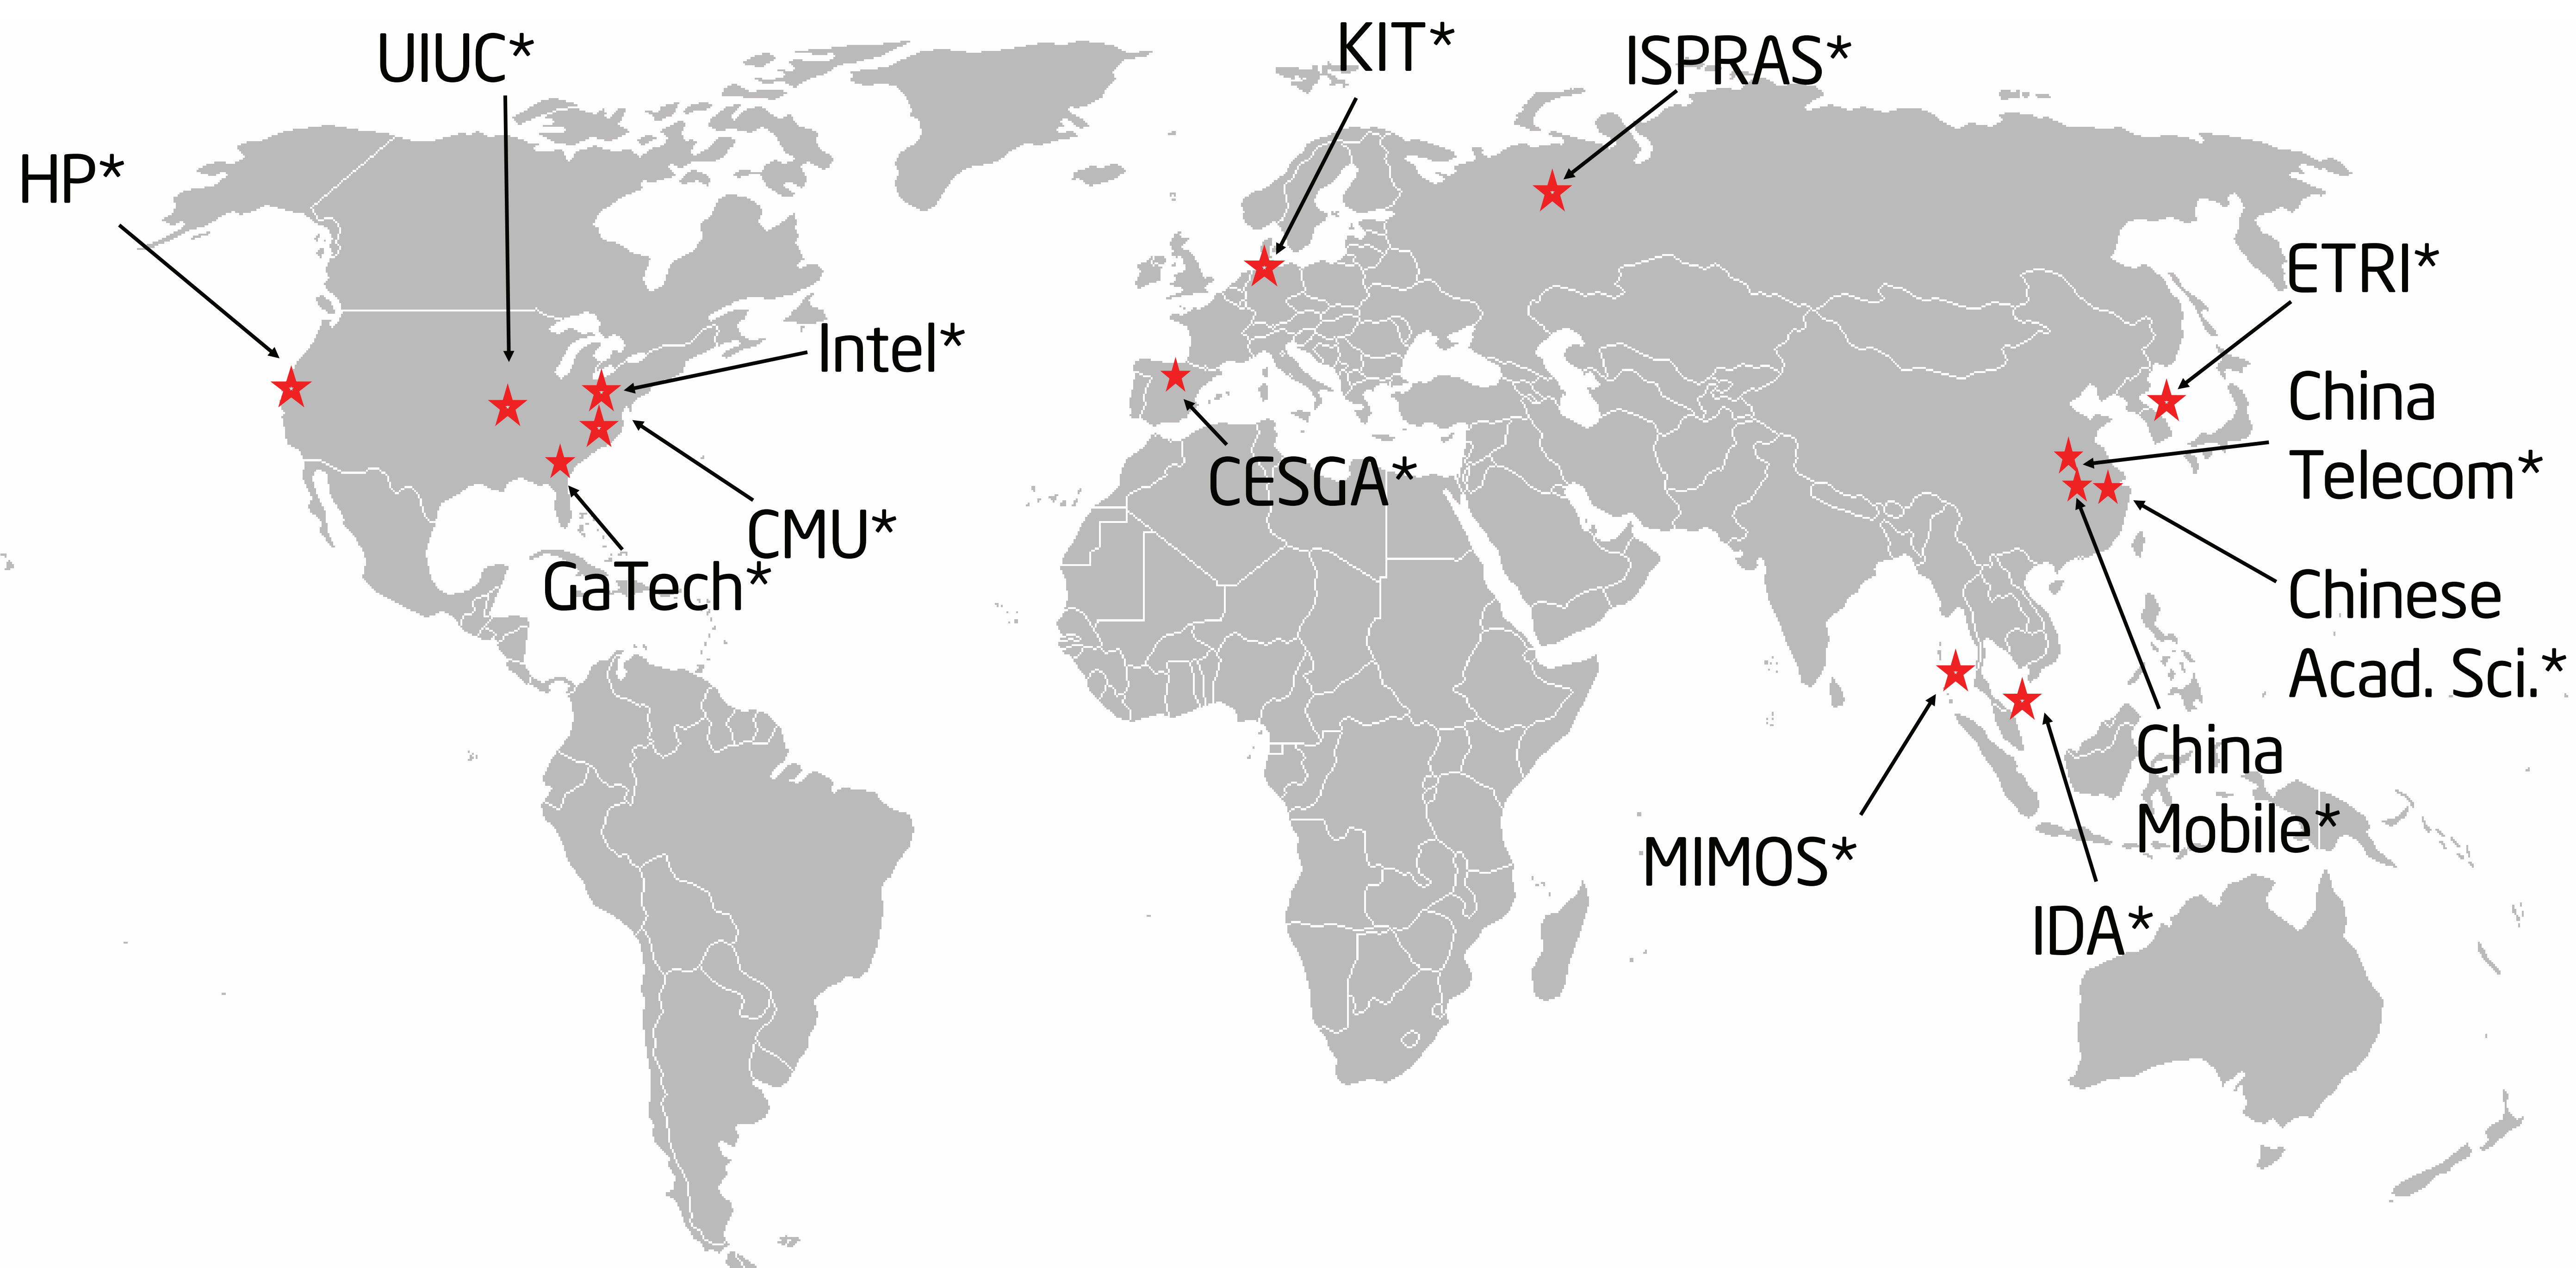 UIUC*
KIT*
ISPRAS*
HP*
ETRI*
Intel*
China
Telecom*
CESGA*
CMU*
GaTech*
Chinese
Acad. Sci.*
China
Mobile*
MIMOS*
IDA*